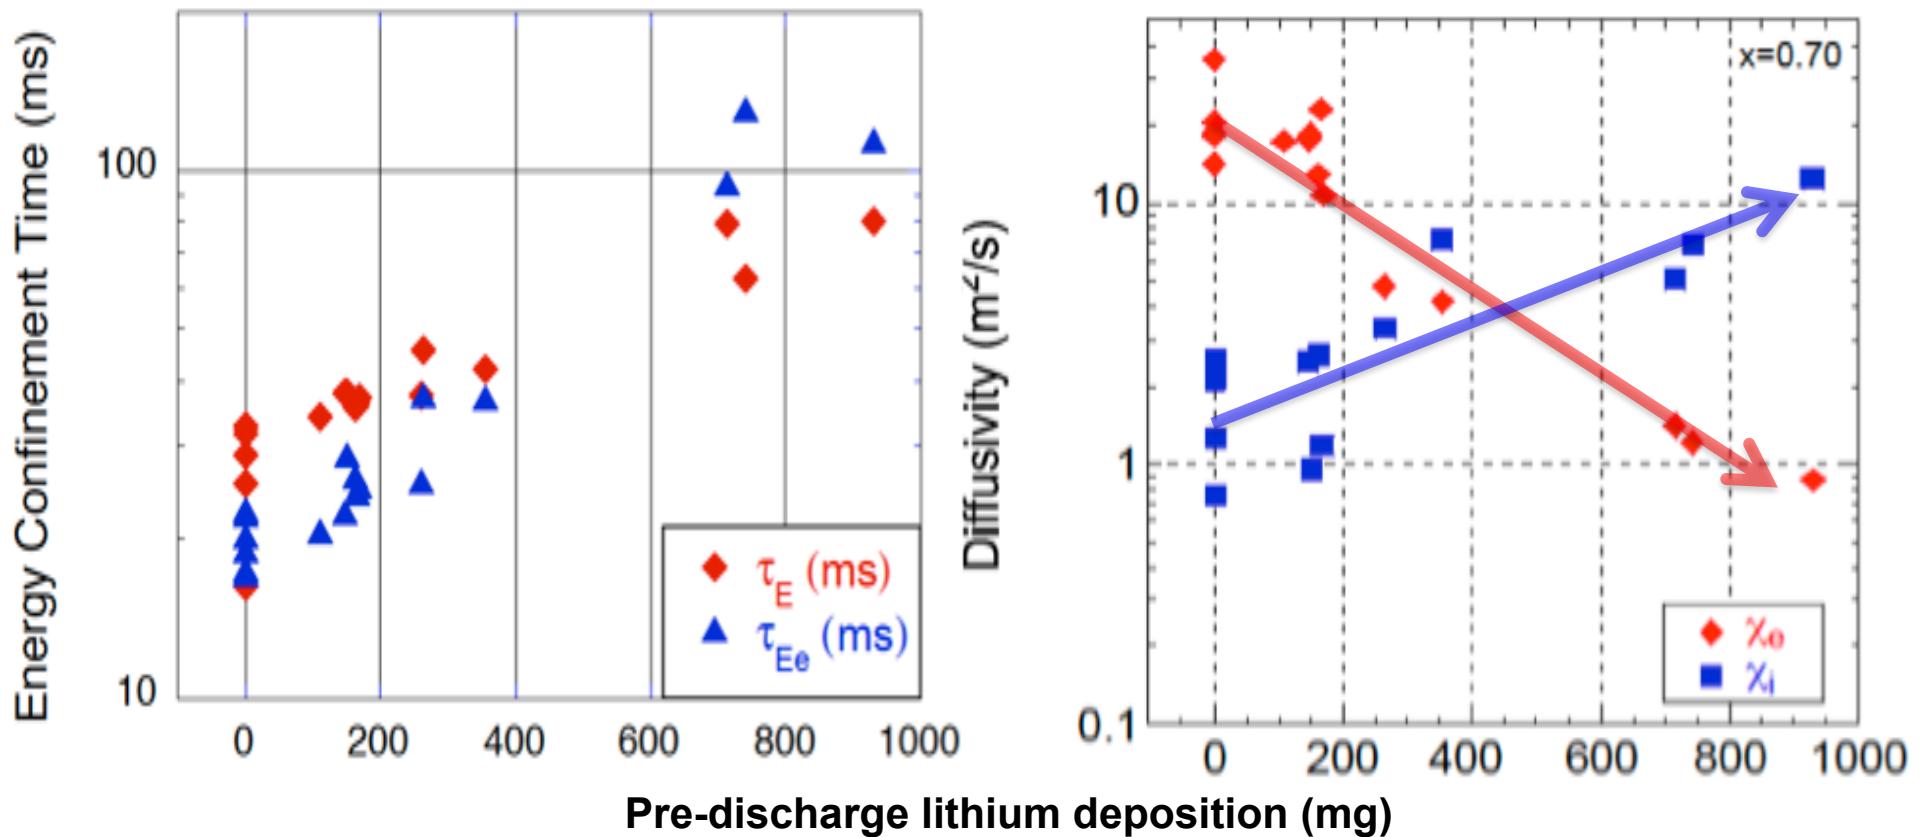 Energy Confinement Time (ms)
100
10
0 200 400 600 800 1000
τE (ms)
τEe (ms)
Diffusivity (m²/s)
10
1
0.1
0 200 400 600 800 1000
x=0.70
χe
χi
Pre-discharge lithium deposition (mg)